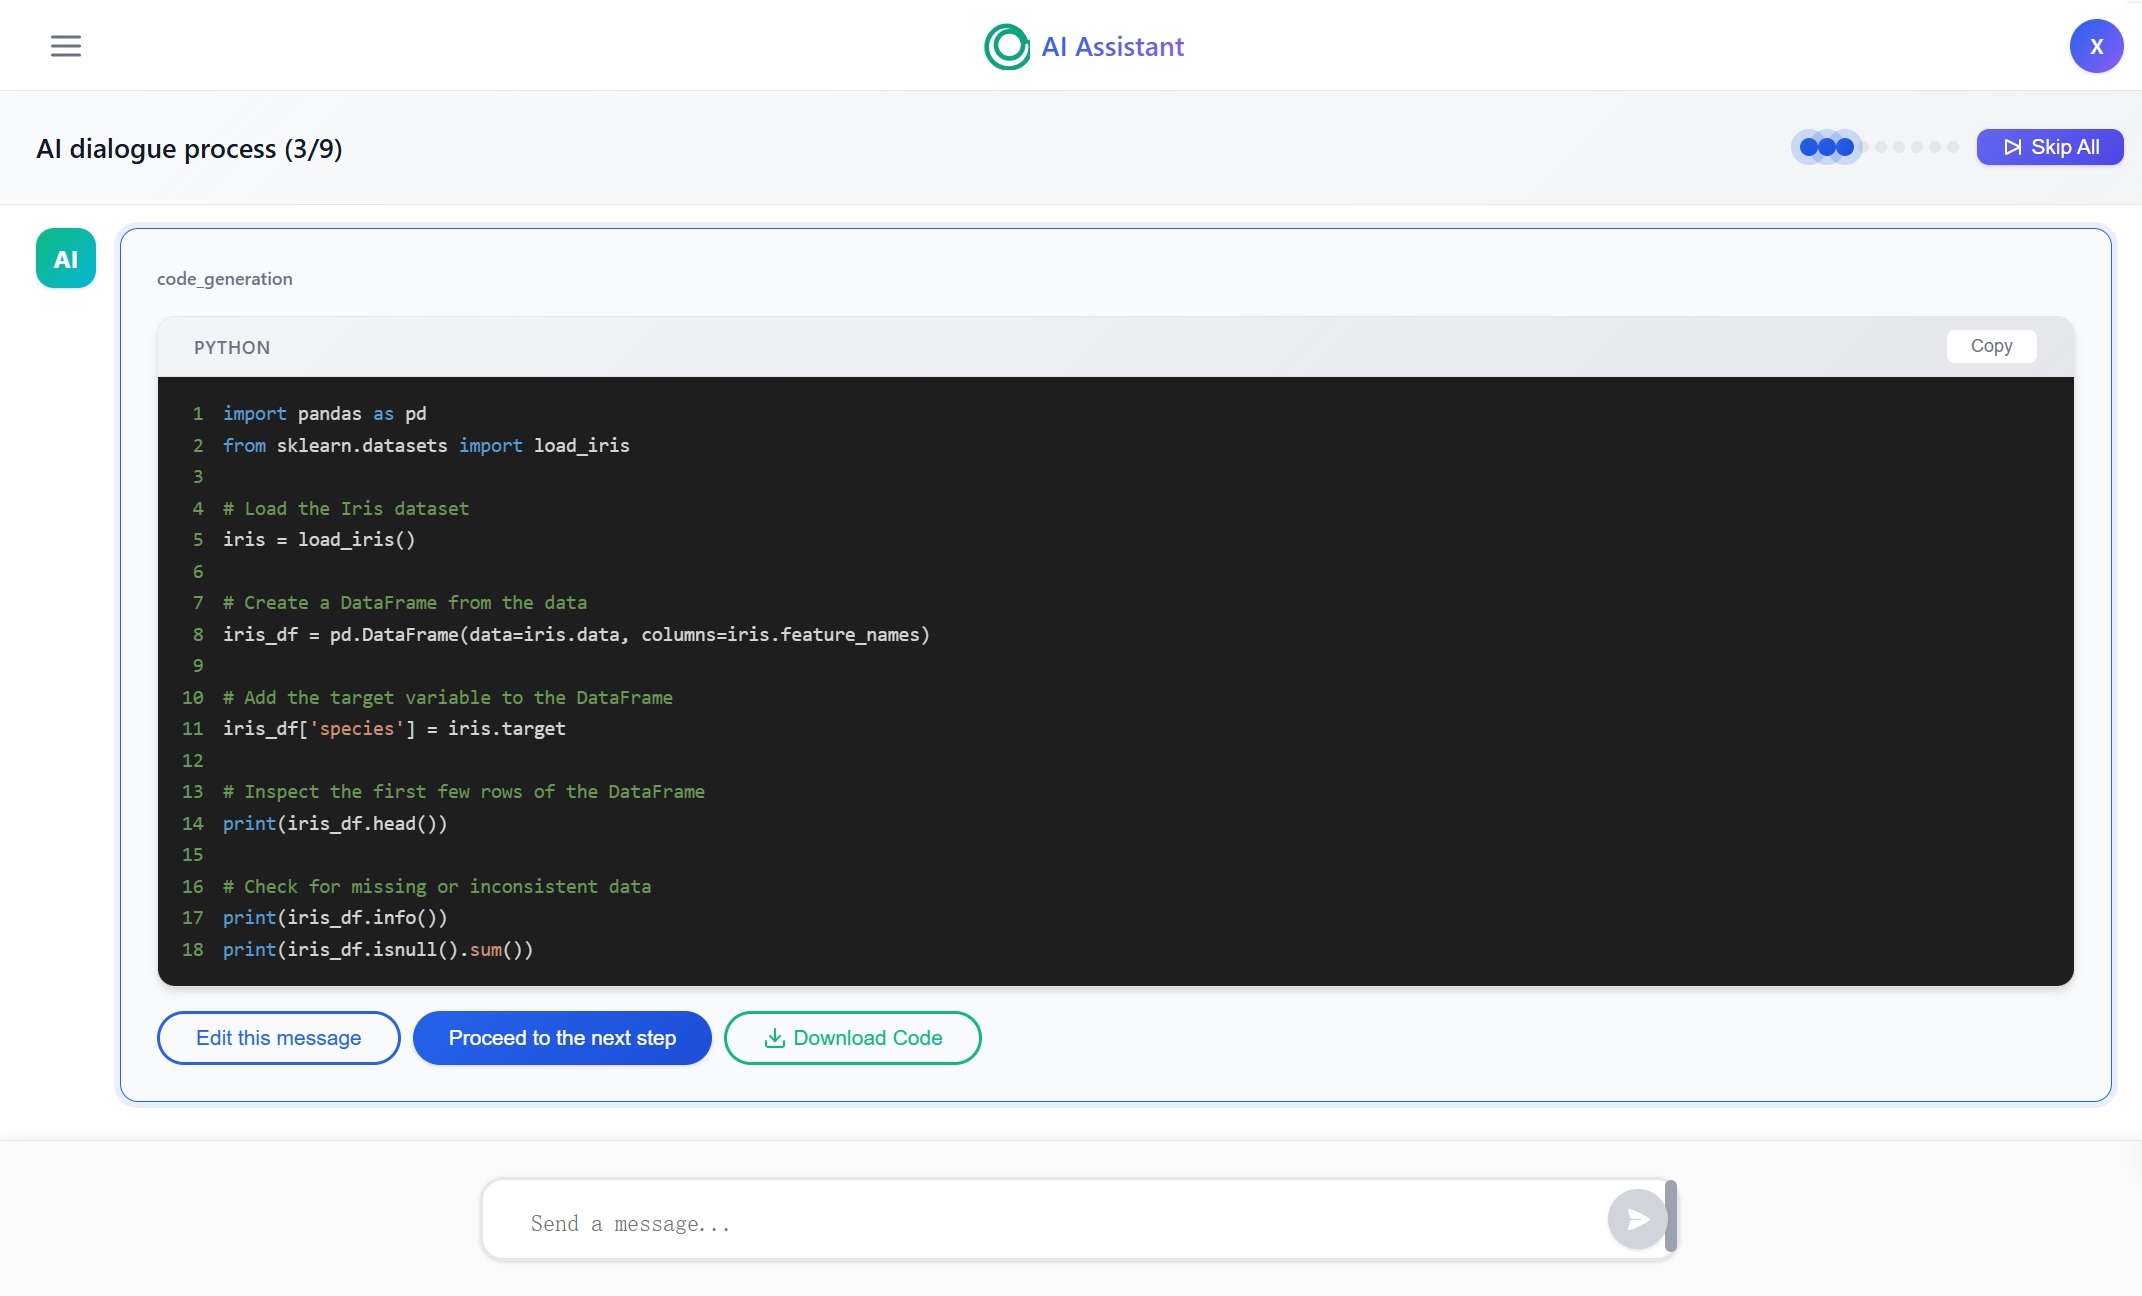 AI Assistant
X
AI dialogue process (3/9)
Skip All
AI
code_generation
PYTHON
Copy
1 import pandas as pd
2 from sklearn.datasets import load_iris
3
4 # Load the Iris dataset
5 iris = load_iris()
6
7 # Create a DataFrame from the data
8 iris_df = pd.DataFrame(data=iris.data, columns=iris.feature_names)
9
10 # Add the target variable to the DataFrame
11 iris_df['species'] = iris.target
12
13 # Inspect the first few rows of the DataFrame
14 print(iris_df.head())
15
16 # Check for missing or inconsistent data
17 print(iris_df.info())
18 print(iris_df.isnull().sum())
Edit this message
Proceed to the next step
Download Code
Send a message...